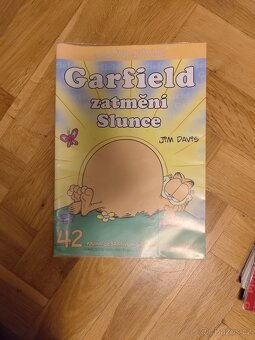 Garfield
zatmění
Slunce
JIM DAVIS
42